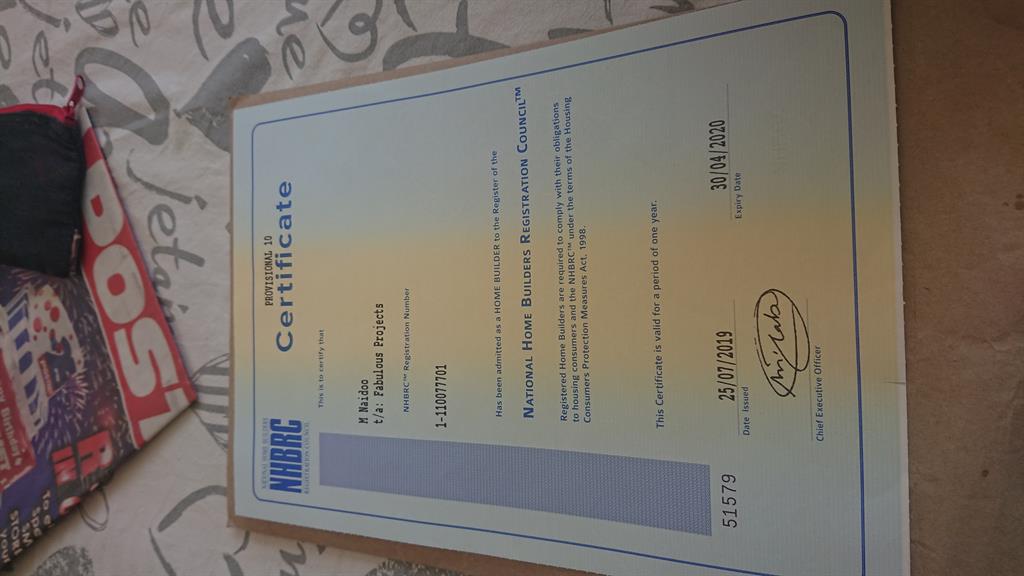 NATIONAL HOME BUILDERS
NHBRC
REGISTRATION COUNCIL
PROVISIONAL 10
Certificate
This is to certify that
M Naidoo
t/a: Fabulous Projects
NHBRC™ Registration Number
1-110077701
Has been admitted as a HOME BUILDER to the Register of the
NATIONAL HOME BUILDERS REGISTRATION COUNCIL™
Registered Home Builders are required to comply with their obligations
to housing consumers and the NHBRC™ under the terms of the Housing
Consumers Protection Measures Act, 1998.
This Certificate is valid for a period of one year.
25/07/2019
Date Issued
30/04/2020
Expiry Date
Chief Executive Officer
51579
POST